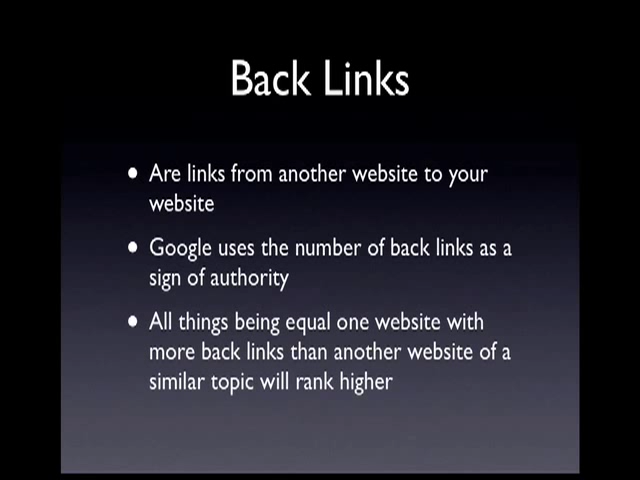 Back Links
• Are links from another website to your
website
• Google uses the number of back links as a
sign of authority
• All things being equal one website with
more back links than another website of a
similar topic will rank higher